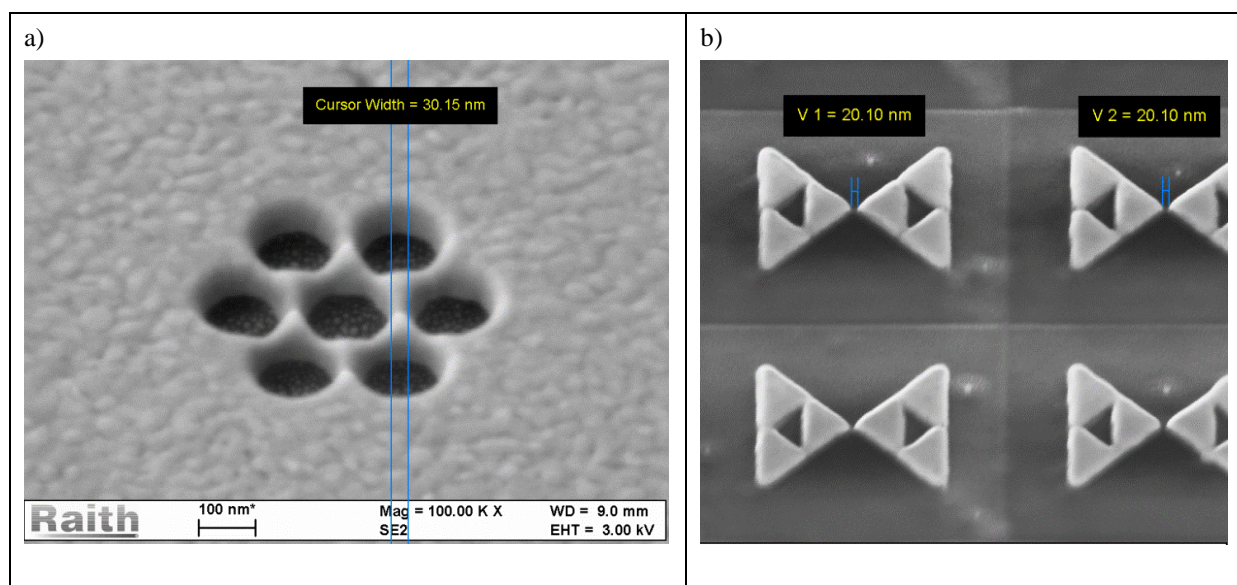 a)
Cursor Width = 30.15 nm
Raith
100 nm*
Mag = 100.00 K X
WD = 9.0 mm
SE2
EHT = 3.00 kV
b)
V 1 = 20.10 nm
V 2 = 20.10 nm